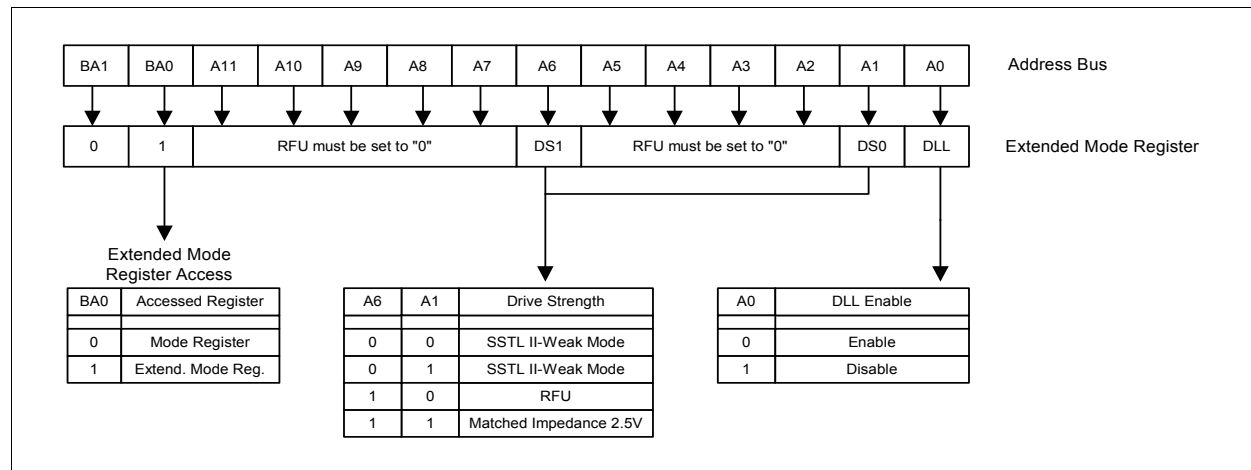 BA1 BA0 A11 A10 A9 A8 A7 A6 A5 A4 A3 A2 A1 A0 Address Bus
0 1 RFU must be set to "0" DS1 RFU must be set to "0" DS0 DLL Extended Mode Register
Extended Mode
Register Access
BA0 Accessed Register
0 Mode Register
1 Extend. Mode Reg.
A6 A1 Drive Strength
0 0 SSTL II-Weak Mode
0 1 SSTL II-Weak Mode
1 0 RFU
1 1 Matched Impedance 2.5V
A0 DLL Enable
0 Enable
1 Disable